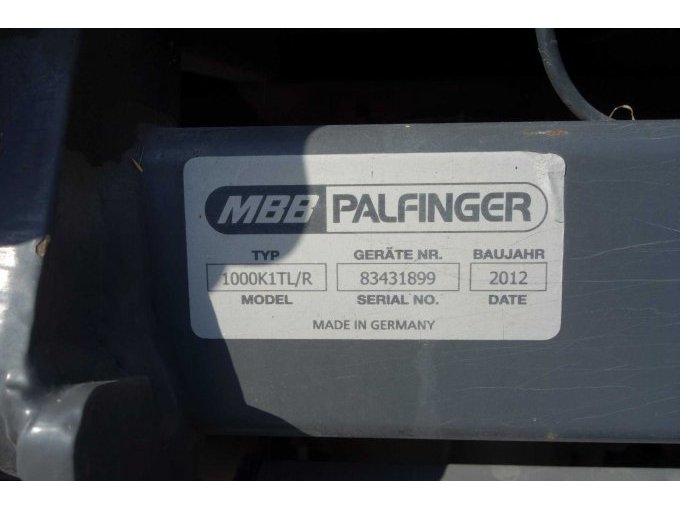 MBB PALFINGER
TYP GERÄTE NR. BAUJAHR
1000K1TL/R 83431899 2012
MODEL SERIAL NO. DATE
MADE IN GERMANY